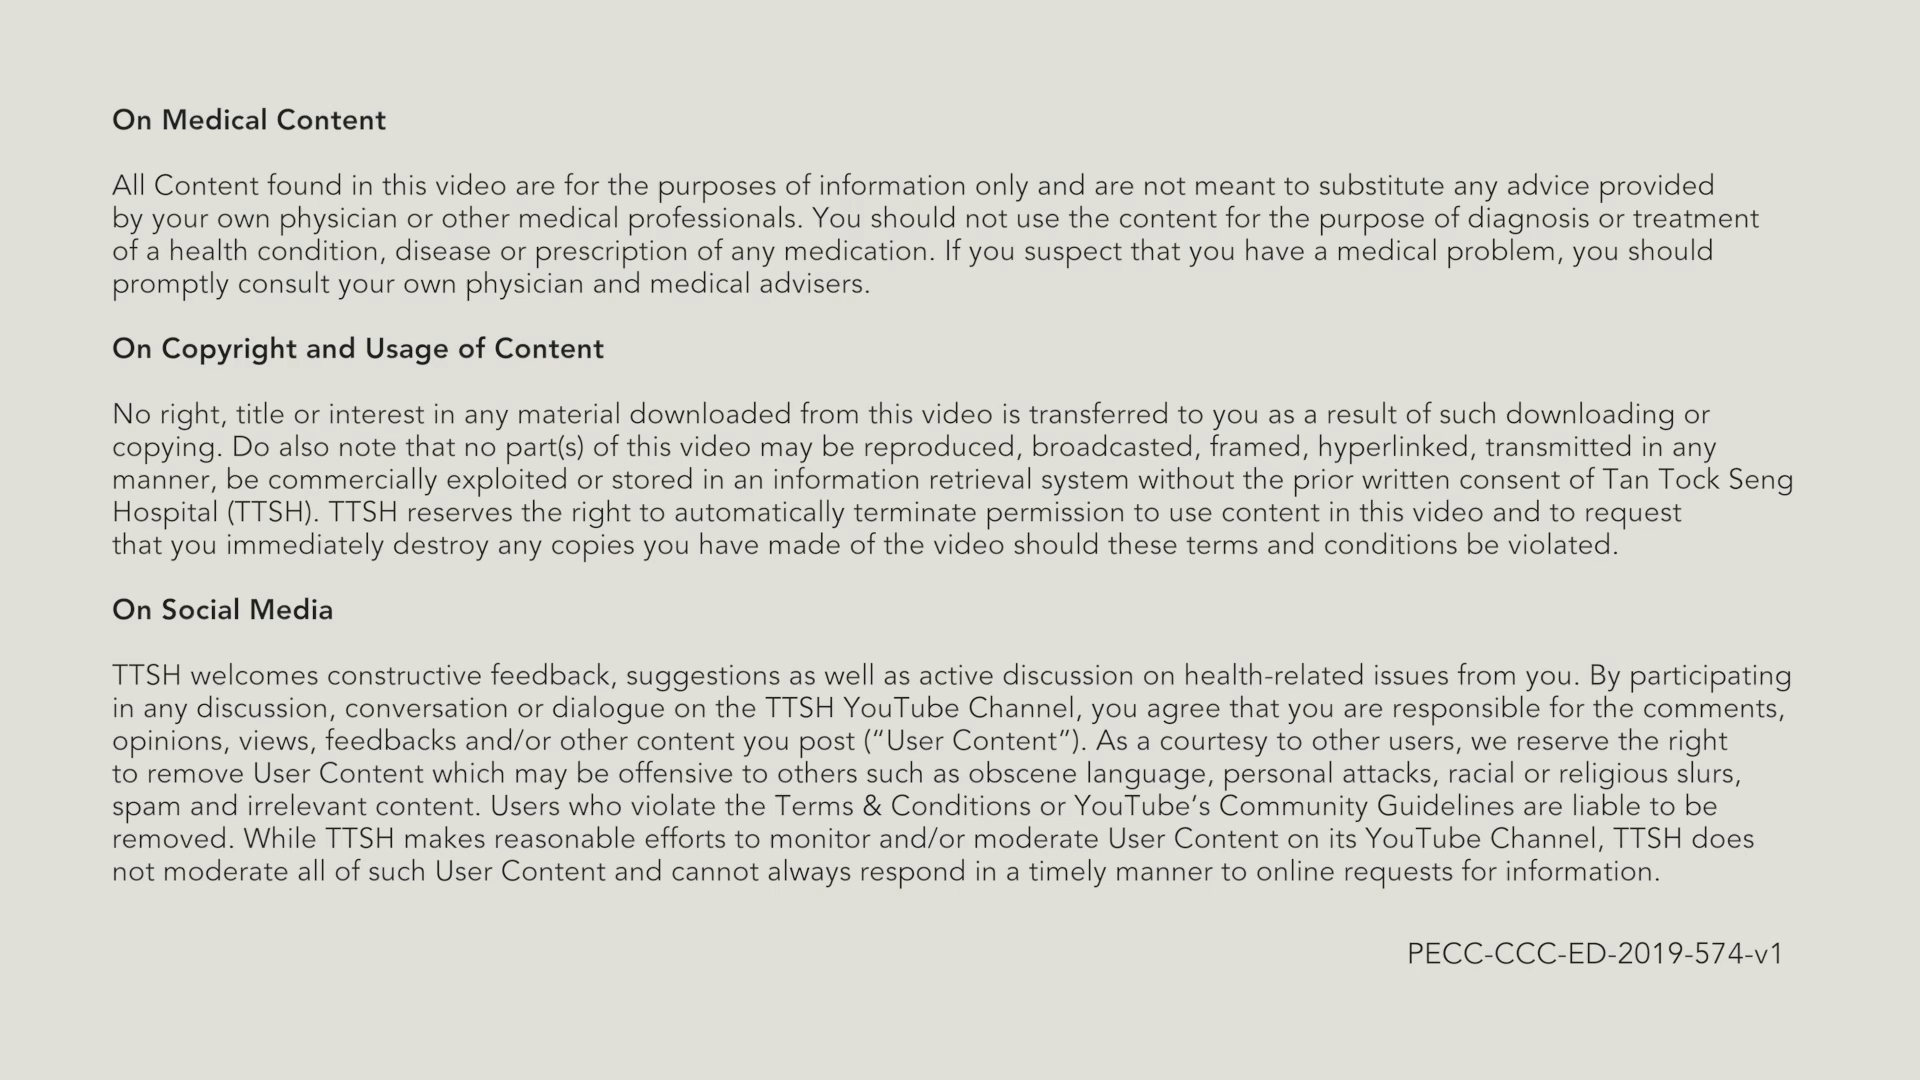 On Medical Content
All Content found in this video are for the purposes of information only and are not meant to substitute any advice provided
by your own physician or other medical professionals. You should not use the content for the purpose of diagnosis or treatment
of a health condition, disease or prescription of any medication. If you suspect that you have a medical problem, you should
promptly consult your own physician and medical advisers.
On Copyright and Usage of Content
No right, title or interest in any material downloaded from this video is transferred to you as a result of such downloading or
copying. Do also note that no part(s) of this video may be reproduced, broadcasted, framed, hyperlinked, transmitted in any
manner, be commercially exploited or stored in an information retrieval system without the prior written consent of Tan Tock Seng
Hospital (TTSH). TTSH reserves the right to automatically terminate permission to use content in this video and to request
that you immediately destroy any copies you have made of the video should these terms and conditions be violated.
On Social Media
TTSH welcomes constructive feedback, suggestions as well as active discussion on health-related issues from you. By participating
in any discussion, conversation or dialogue on the TTSH YouTube Channel, you agree that you are responsible for the comments,
opinions, views, feedbacks and/or other content you post (“User Content”). As a courtesy to other users, we reserve the right
to remove User Content which may be offensive to others such as obscene language, personal attacks, racial or religious slurs,
spam and irrelevant content. Users who violate the Terms & Conditions or YouTube’s Community Guidelines are liable to be
removed. While TTSH makes reasonable efforts to monitor and/or moderate User Content on its YouTube Channel, TTSH does
not moderate all of such User Content and cannot always respond in a timely manner to online requests for information.
PECC-CCC-ED-2019-574-v1